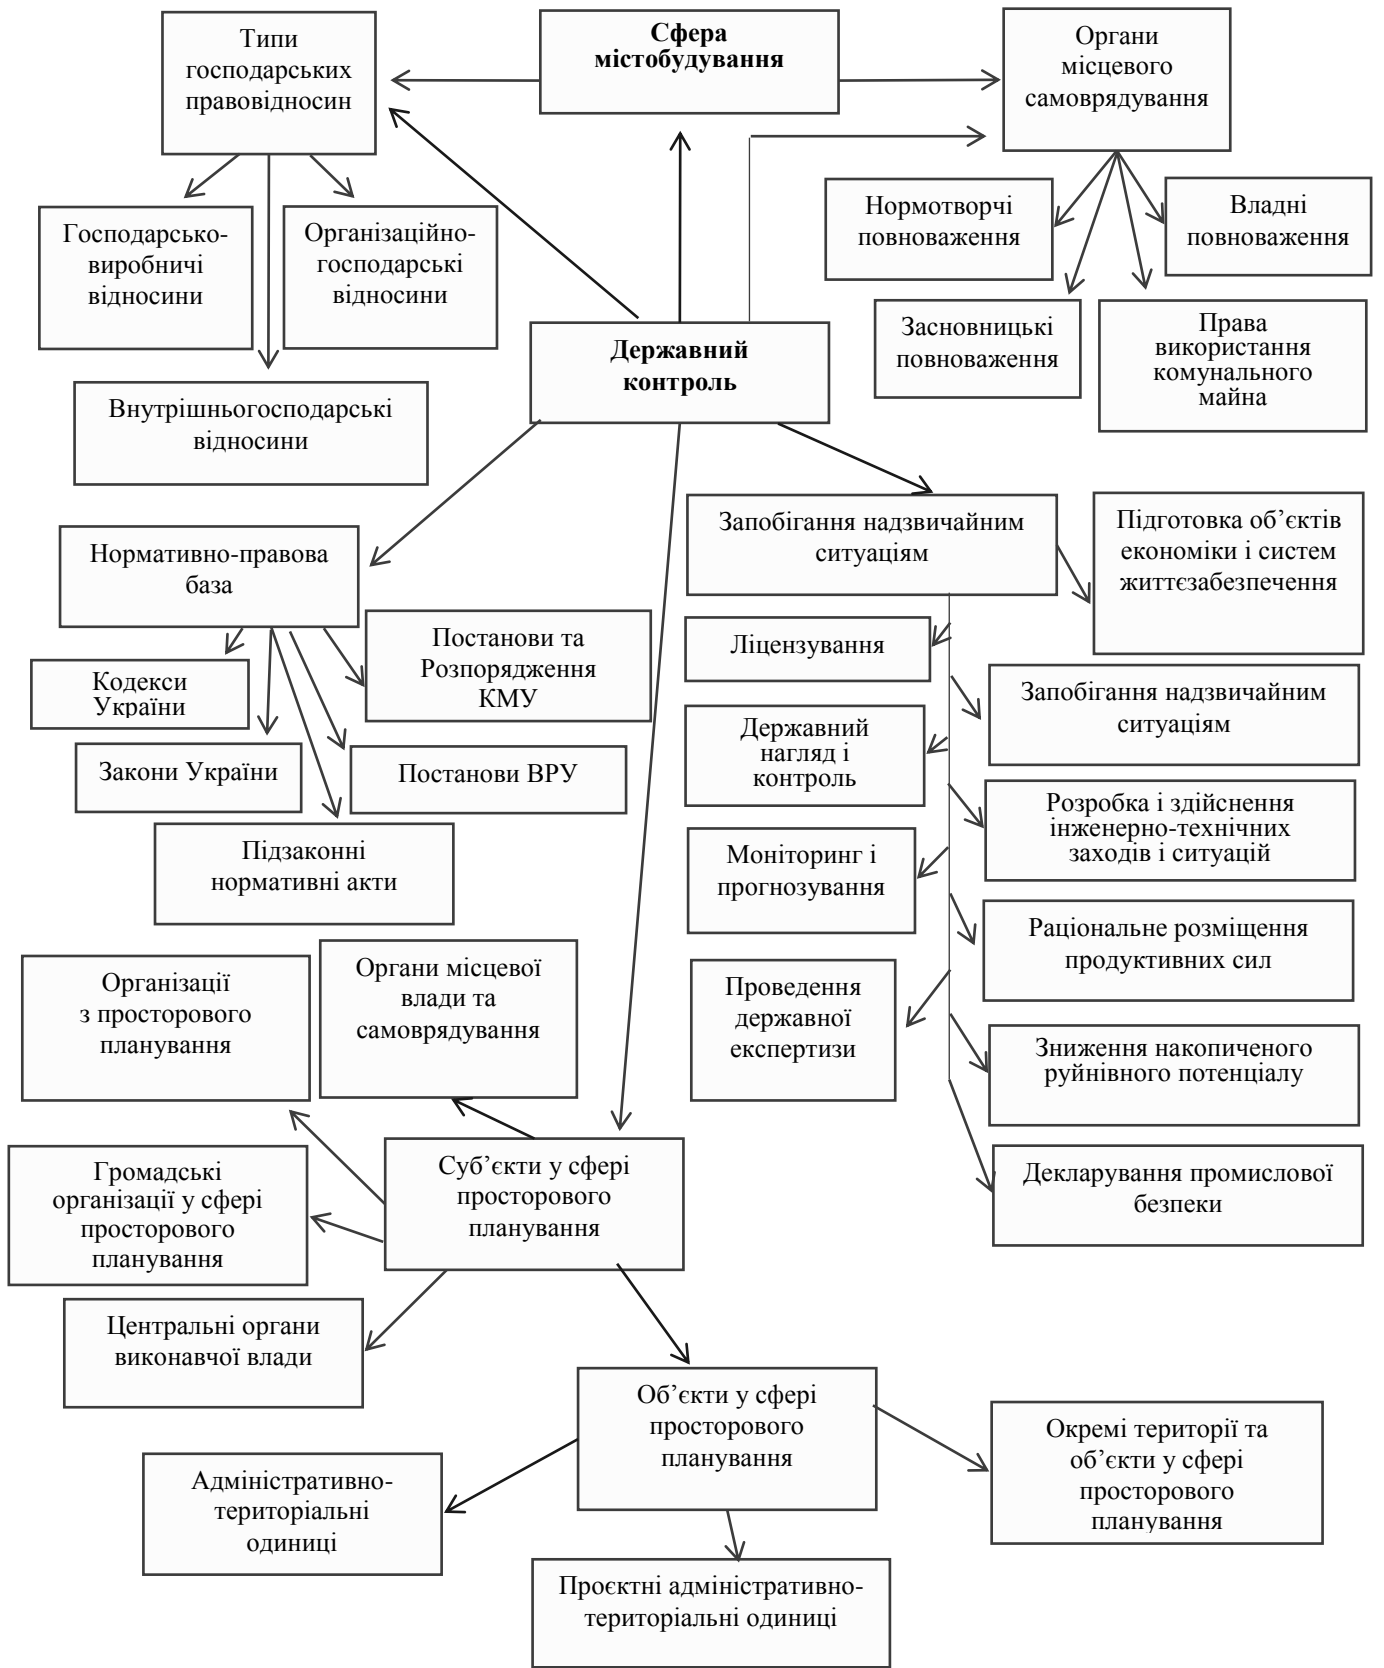 Типи
господарських
правовідносин
Сфера
містобудування
Органи
місцевого
самоврядування
Господарсько-
виробничі
відносини
Організаційно-
господарські
відносини
Нормотворчі
повноваження
Владні
повноваження
Засновницькі
повноваження
Права
використання
комунального
майна
Державний
контроль
Внутрішньогосподарські
відносини
Нормативно-правова
база
Запобігання надзвичайним
ситуаціям
Підготовка об’єктів
економіки і систем
життєзабезпечення
Постанови та
Розпорядження
КМУ
Ліцензування
Кодекси
України
Запобігання надзвичайним
ситуаціям
Державний
нагляд і
контроль
Закони України
Постанови ВРУ
Розробка і здійснення
інженерно-технічних
заходів і ситуацій
Підзаконні
нормативні акти
Моніторинг і
прогнозування
Раціональне розміщення
продуктивних сил
Організації
з просторового
планування
Органи місцевої
влади та
самоврядування
Проведення
державної
експертизи
Зниження накопиченого
руйнівного потенціалу
Громадські
організації у сфері
просторового
планування
Суб’єкти у сфері
просторового
планування
Декларування промислової
безпеки
Центральні органи
виконавчої влади
Об’єкти у сфері
просторового
планування
Окремі території та
об’єкти у сфері
просторового
планування
Адміністративно-
територіальні
одиниці
Проєктні адміністративно-
територіальні одиниці